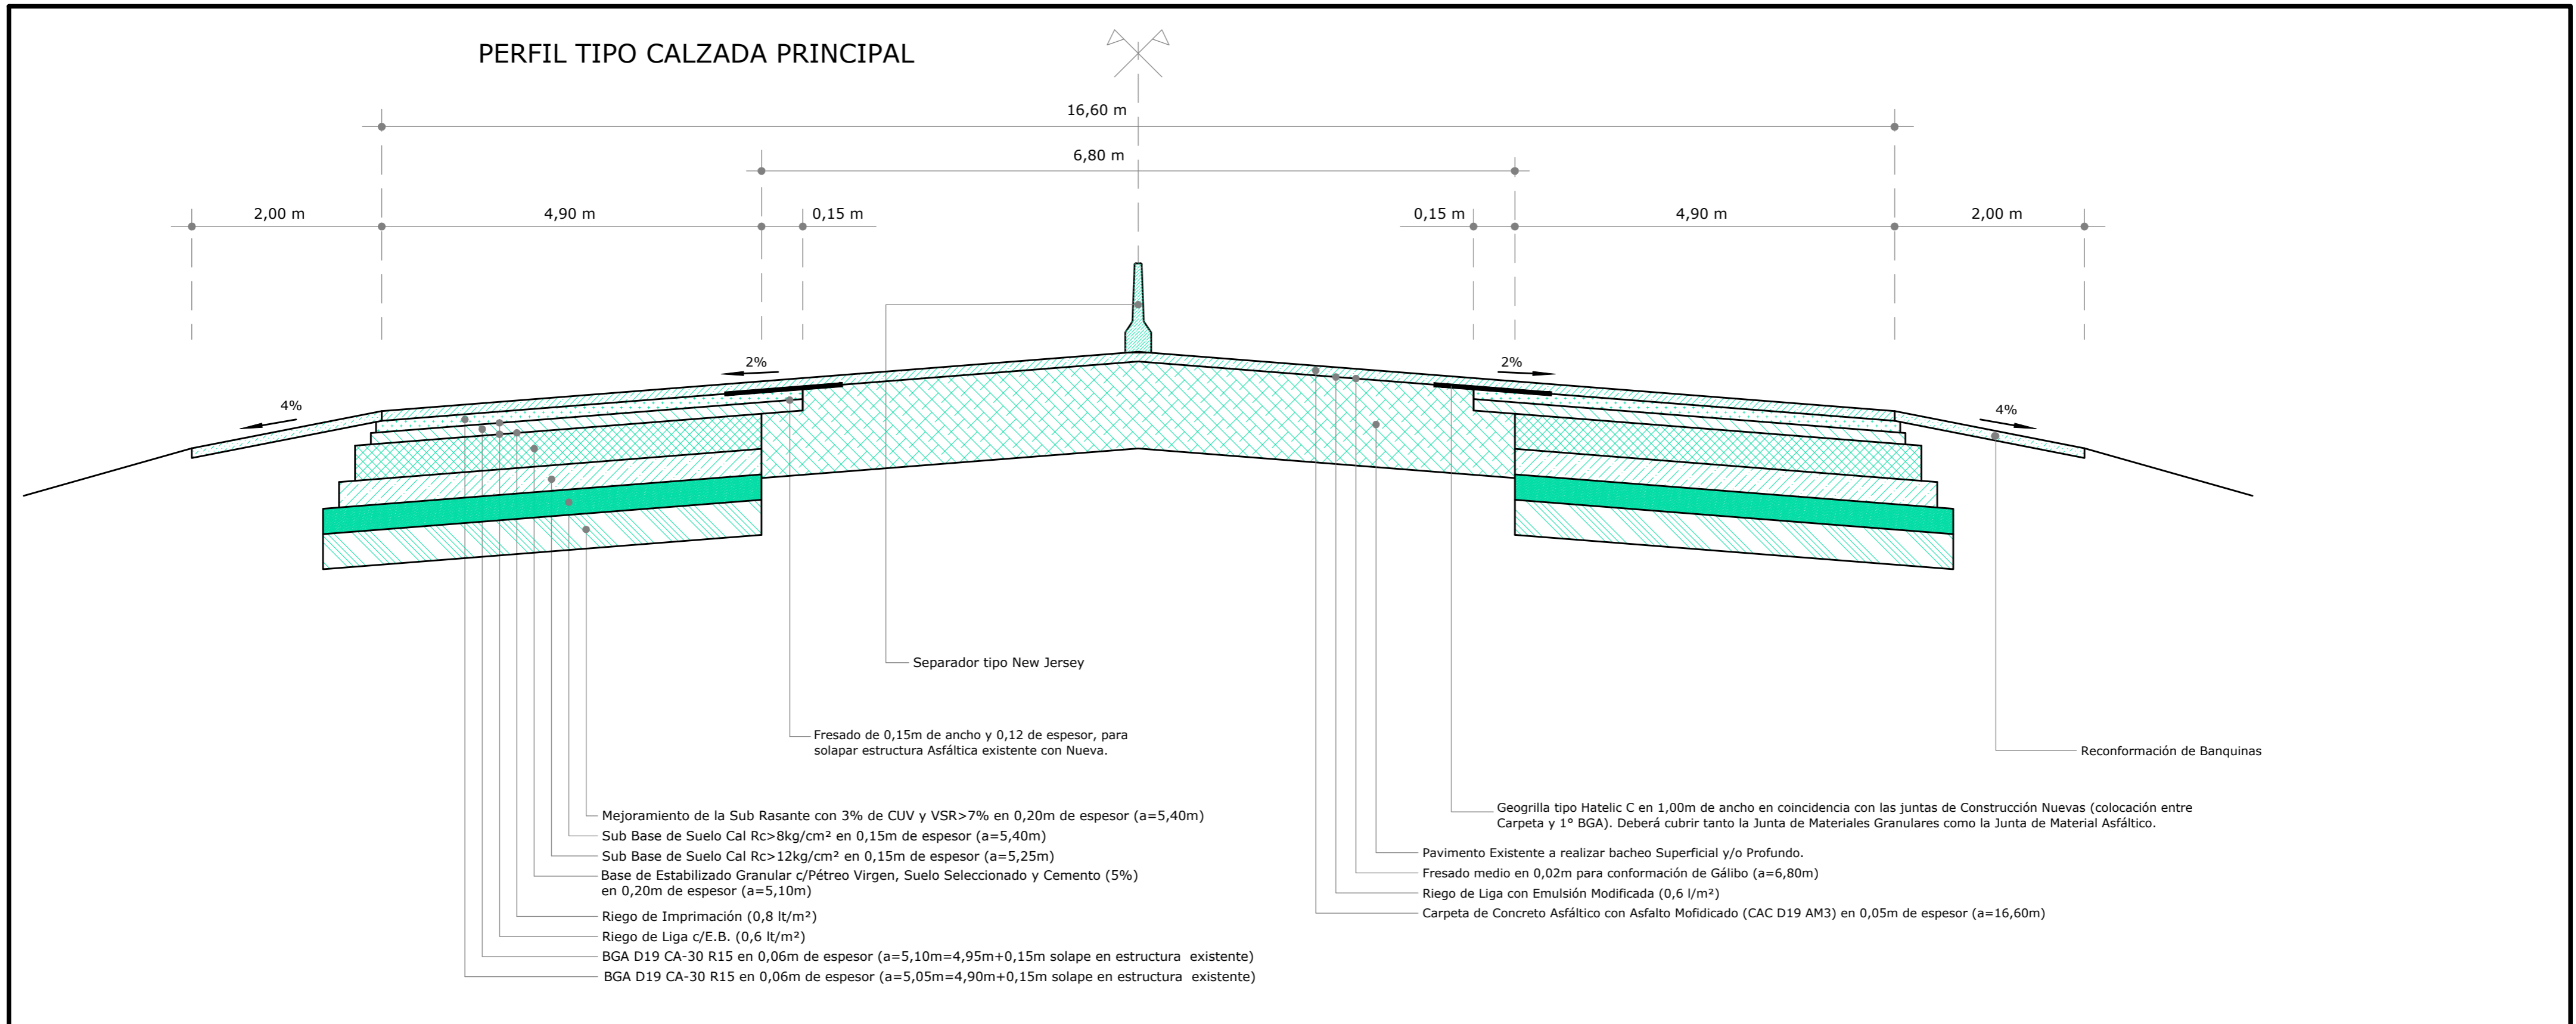 PERFIL TIPO CALZADA PRINCIPAL
16,60 m
6,80 m
2,00 m
4,90 m
0,15 m
0,15 m
4,90 m
2,00 m
2%
2%
4%
4%
Separador tipo New Jersey
Fresado de 0,15m de ancho y 0,12 de espesor, para
solapar estructura Asfáltica existente con Nueva.
Reconformación de Banquinas
Mejoramiento de la Sub Rasante con 3% de CUV y VSR>7% en 0,20m de espesor (a=5,40m)
Sub Base de Suelo Cal Rc>8kg/cm² en 0,15m de espesor (a=5,40m)
Sub Base de Suelo Cal Rc>12kg/cm² en 0,15m de espesor (a=5,25m)
Base de Estabilizado Granular c/Pétreo Virgen, Suelo Seleccionado y Cemento (5%)
en 0,20m de espesor (a=5,10m)
Riego de Imprimación (0,8 lt/m²)
Riego de Liga c/E.B. (0,6 lt/m²)
BGA D19 CA-30 R15 en 0,06m de espesor (a=5,10m=4,95m+0,15m solape en estructura  existente)
BGA D19 CA-30 R15 en 0,06m de espesor (a=5,05m=4,90m+0,15m solape en estructura  existente)
Geogrilla tipo Hatelic C en 1,00m de ancho en coincidencia con las juntas de Construcción Nuevas (colocación entre
Carpeta y 1° BGA). Deberá cubrir tanto la Junta de Materiales Granulares como la Junta de Material Asfáltico.
Pavimento Existente a realizar bacheo Superficial y/o Profundo.
Fresado medio en 0,02m para conformación de Gálibo (a=6,80m)
Riego de Liga con Emulsión Modificada (0,6 l/m²)
Carpeta de Concreto Asfáltico con Asfalto Mofidicado (CAC D19 AM3) en 0,05m de espesor (a=16,60m)